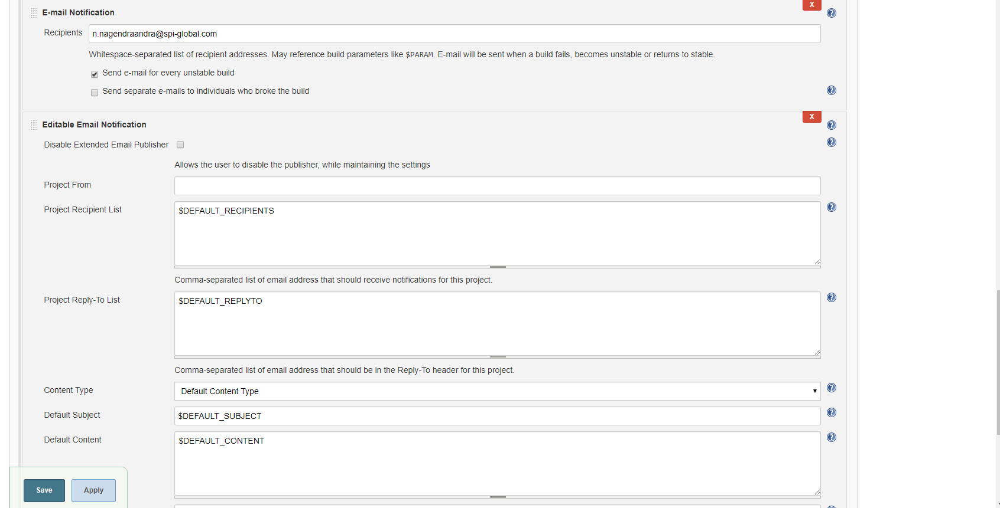 E-mail Notification
X
Recipients
n.nagendraandra@spi-global.com
Whitespace-separated list of recipient addresses. May reference build parameters like $PARAM. E-mail will be sent when a build fails, becomes unstable or returns to stable.
Send e-mail for every unstable build
Send separate e-mails to individuals who broke the build
X
Editable Email Notification
Disable Extended Email Publisher
Allows the user to disable the publisher, while maintaining the settings
Project From
Project Recipient List
$DEFAULT_RECIPIENTS
Comma-separated list of email address that should receive notifications for this project.
Project Reply-To List
$DEFAULT_REPLYTO
Comma-separated list of email address that should be in the Reply-To header for this project.
Content Type
Default Content Type
Default Subject
$DEFAULT_SUBJECT
Default Content
$DEFAULT_CONTENT
Save
Apply